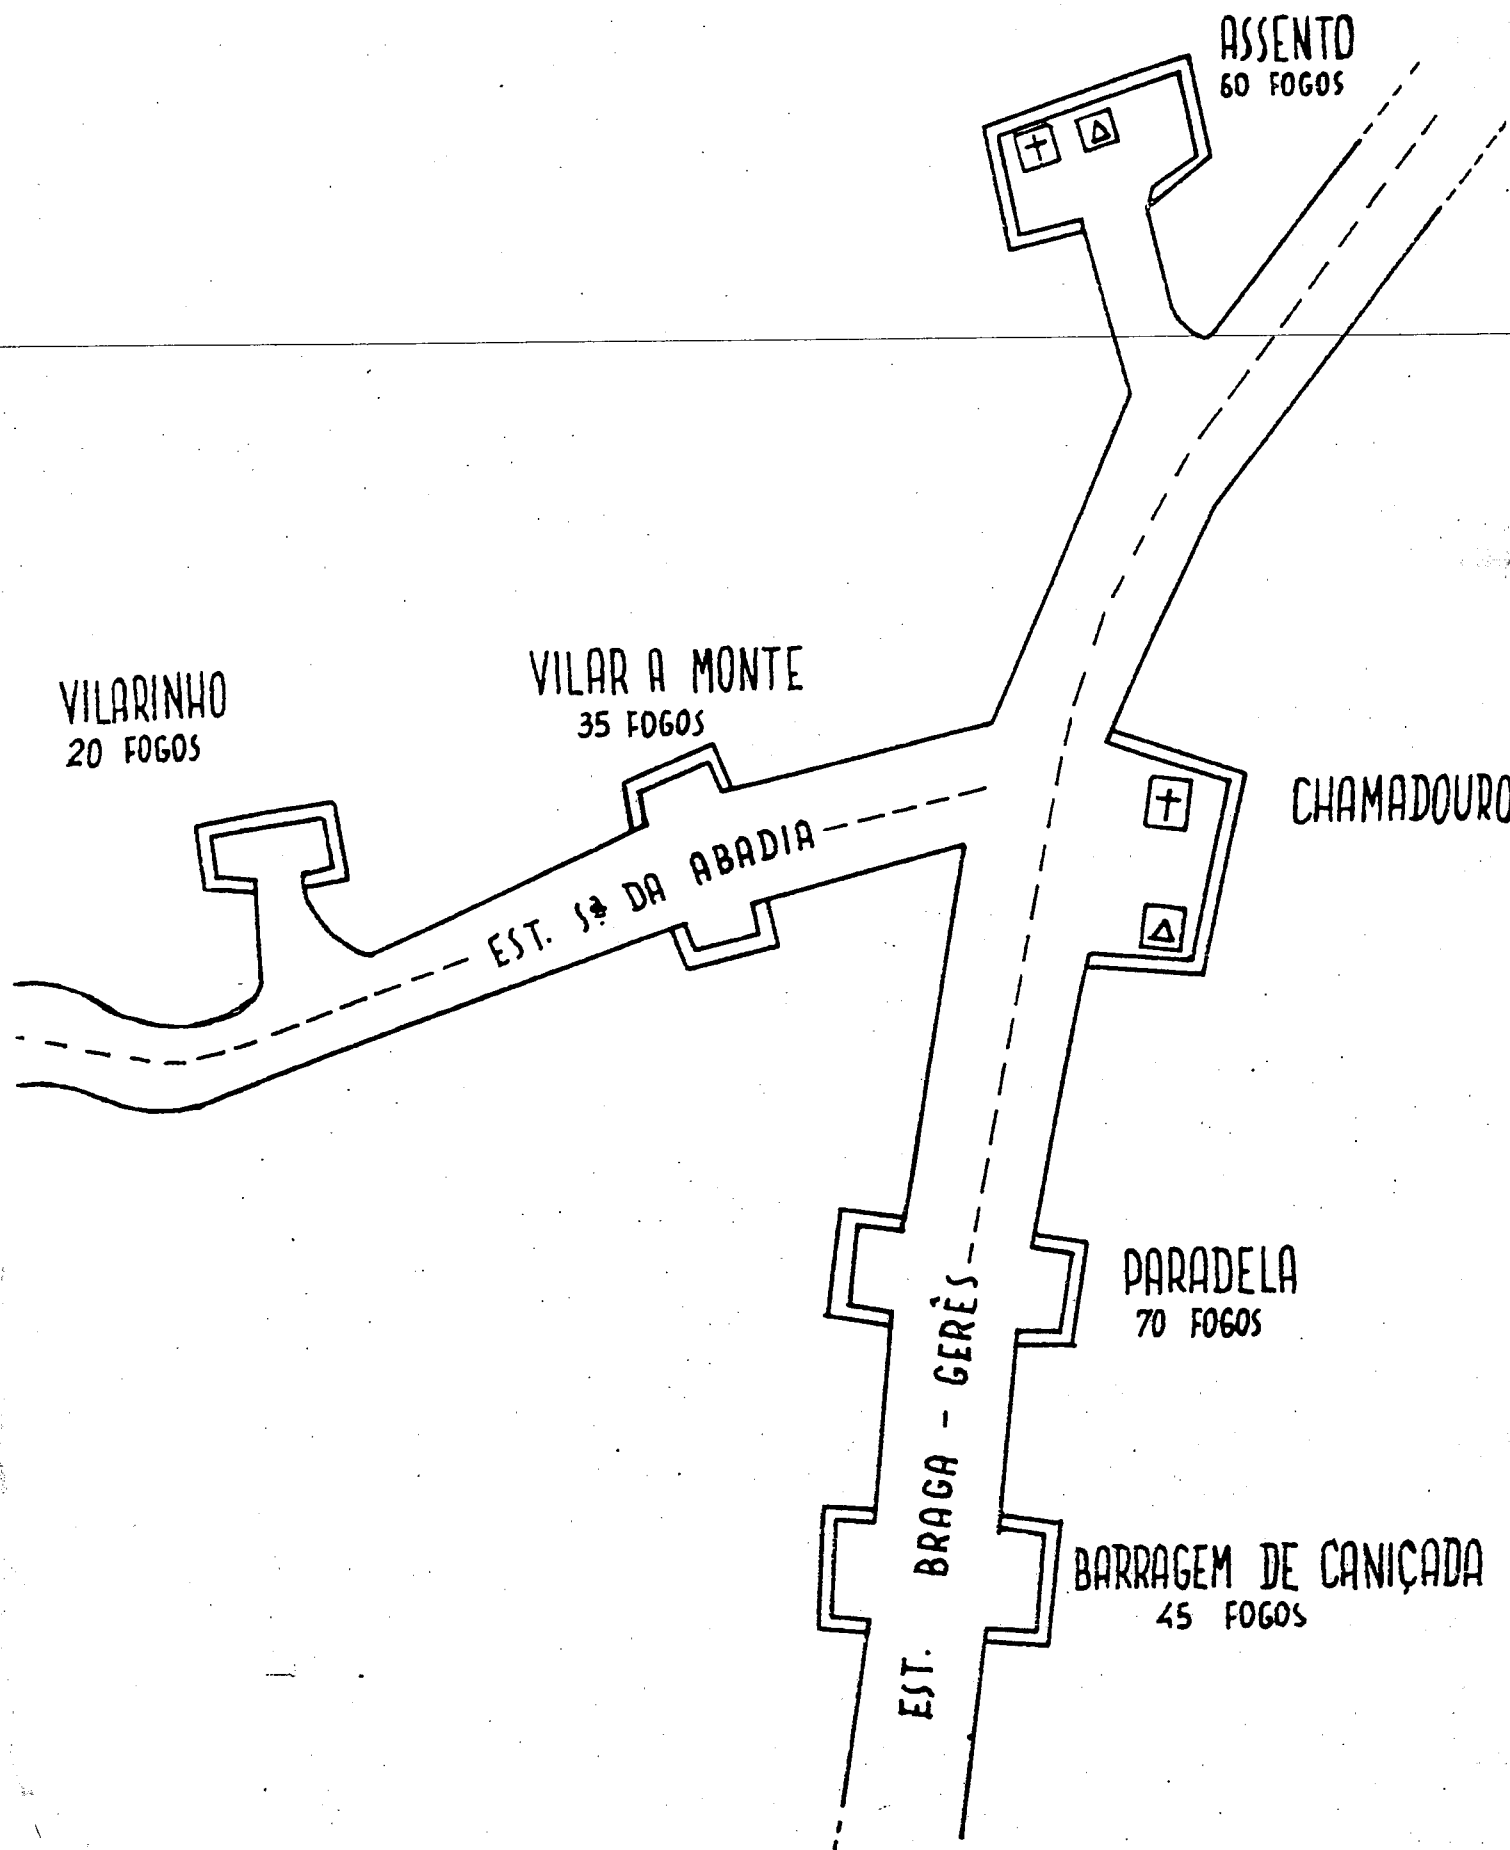 ASSENTO
60 FOGOS
VILAR A MONTE
35 FOGOS
VILARINHO
20 FOGOS
CHAMADOURO
EST. Sª DA ABADIA
PARADELA
70 FOGOS
EST. BRAGA - GERÊS
BARRAGEM DE CANIÇADA
45 FOGOS